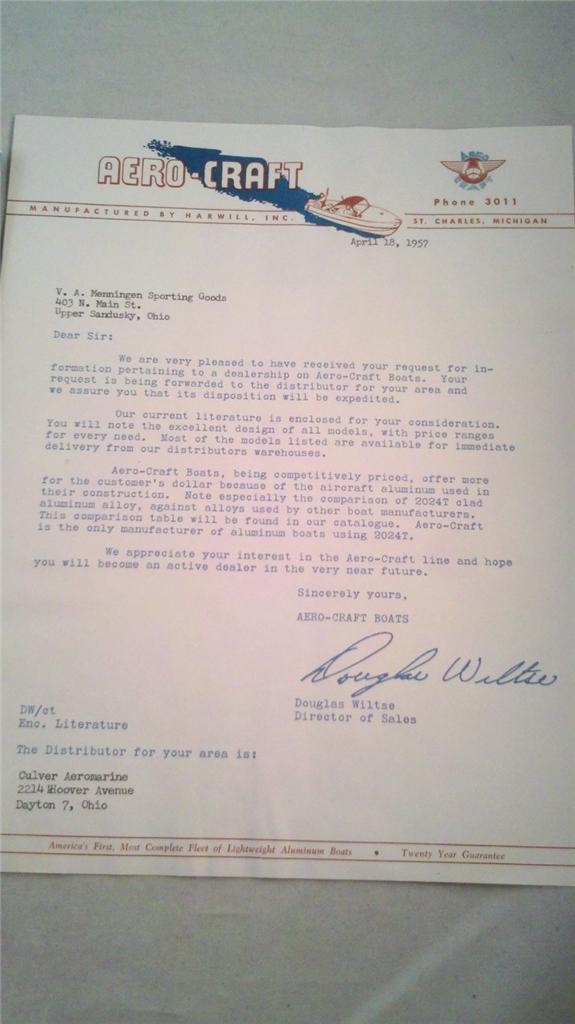 AERO-CRAFT
AERO
CRAFT
Phone 3011
MANUFACTURED BY HARWILL, INC.
ST. CHARLES, MICHIGAN
April 18, 1957
V. A. Menningen Sporting Goods
403 N. Main St.
Upper Sandusky, Ohio
Dear Sir:
We are very pleased to have received your request for in-
formation pertaining to a dealership on Aero-Craft Boats. Your
request is being forwarded to the distributor for your area and
we assure you that its disposition will be expedited.
Our current literature is enclosed for your consideration.
You will note the excellent design of all models, with price ranges
for every need. Most of the models listed are available for immediate
delivery from our distributors warehouses.
Aero-Craft Boats, being competitively priced, offer more
for the customer's dollar because of the aircraft aluminum used in
their construction. Note especially the comparison of 2024T clad
aluminum alloy, against alloys used by other boat manufacturers.
This comparison table will be found in our catalogue. Aero-Craft
is the only manufacturer of aluminum boats using 2024T.
We appreciate your interest in the Aero-Craft line and hope
you will become an active dealer in the very near future.
Sincerely yours,
AERO-CRAFT BOATS
Douglas Wiltse
Douglas Wiltse
Director of Sales
DW/ct
Enc. Literature
The Distributor for your area is:
Culver Aeromarine
2214 Hoover Avenue
Dayton 7, Ohio
America's First, Most Complete Fleet of Lightweight Aluminum Boats • Twenty Year Guarantee